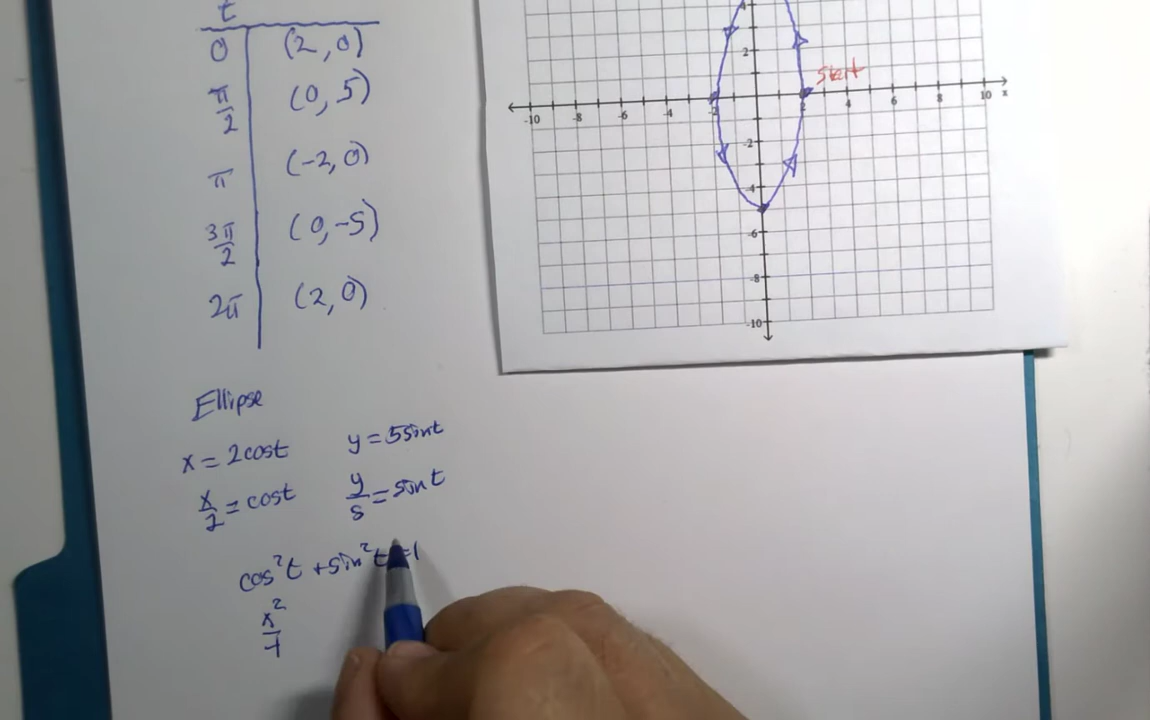 t
0 (2, 0)
π/2 (0, 5)
π (-2, 0)
3π/2 (0, -5)
2π (2, 0)
4
2
start
-10 -8 -6 -4 -2 2 4 6 8 10 x
-2
-4
-6
-8
-10
Ellipse
x = 2cost y = 5sint
x/2 = cost y/5 = sint
cos²t + sin²t = 1
x²/4